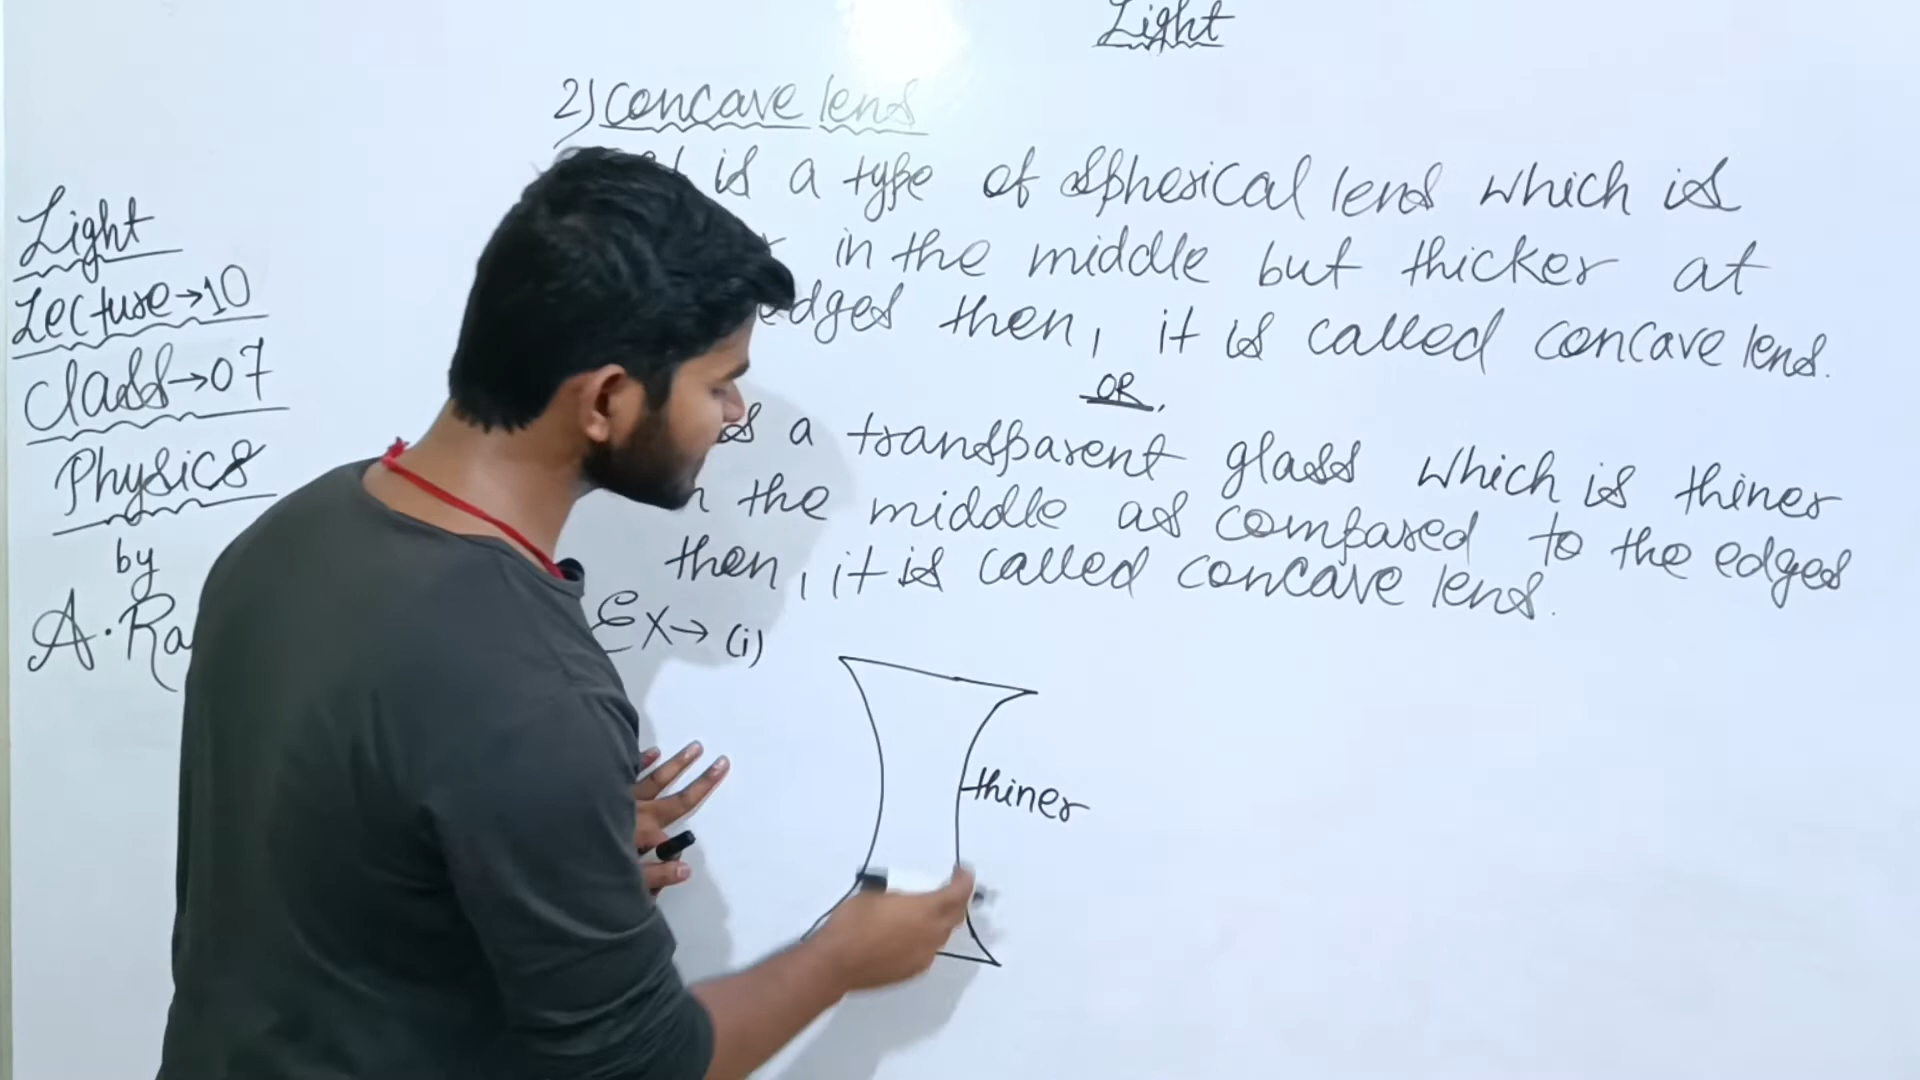 Light
2) Concave lens
is a type of spherical lens which is
in the middle but thicker at
edges then, it is called concave lens.
OR,
a transparent glass which is thiner
the middle as compared to the edges
then, it is called concave lens.
Ex→ (i)
thiner
Light
Lecture→10
Class→07
Physics
by
A. Ra